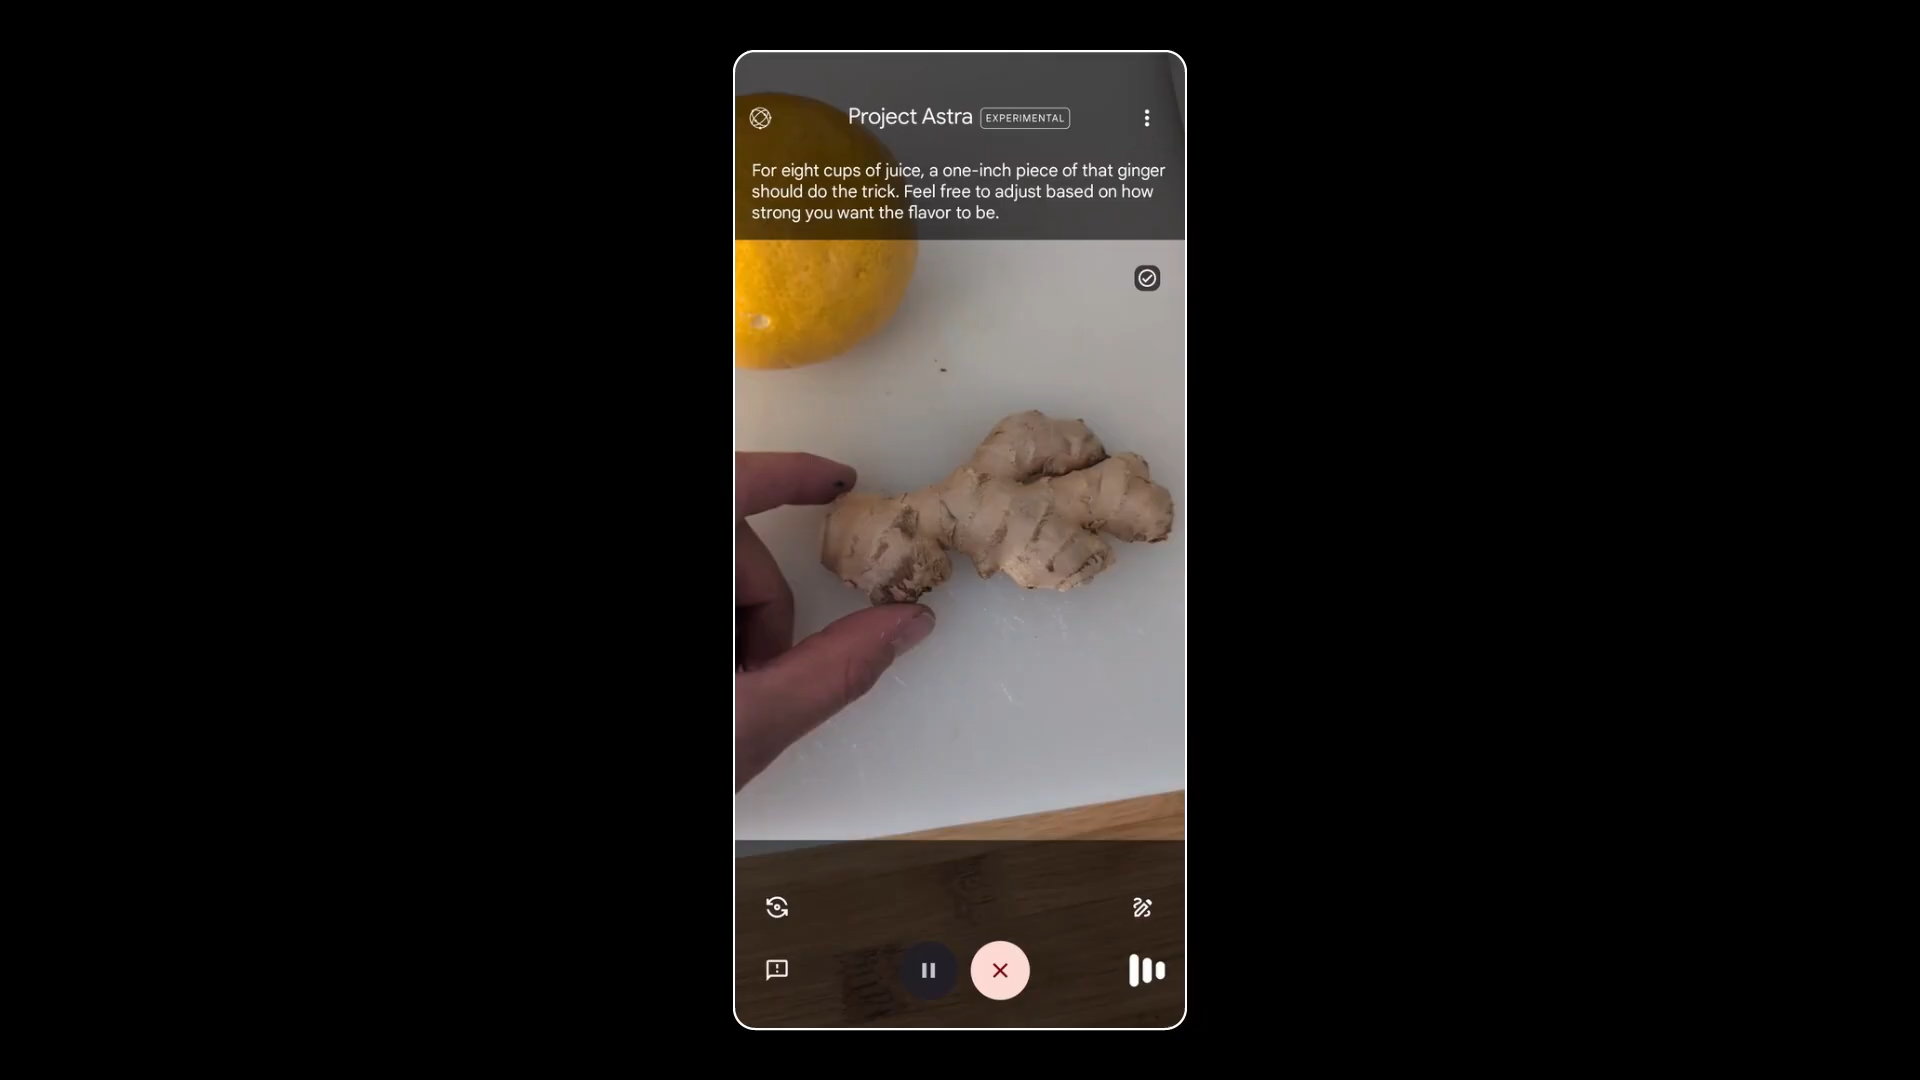 Project Astra EXPERIMENTAL
For eight cups of juice, a one-inch piece of that ginger
should do the trick. Feel free to adjust based on how
strong you want the flavor to be.